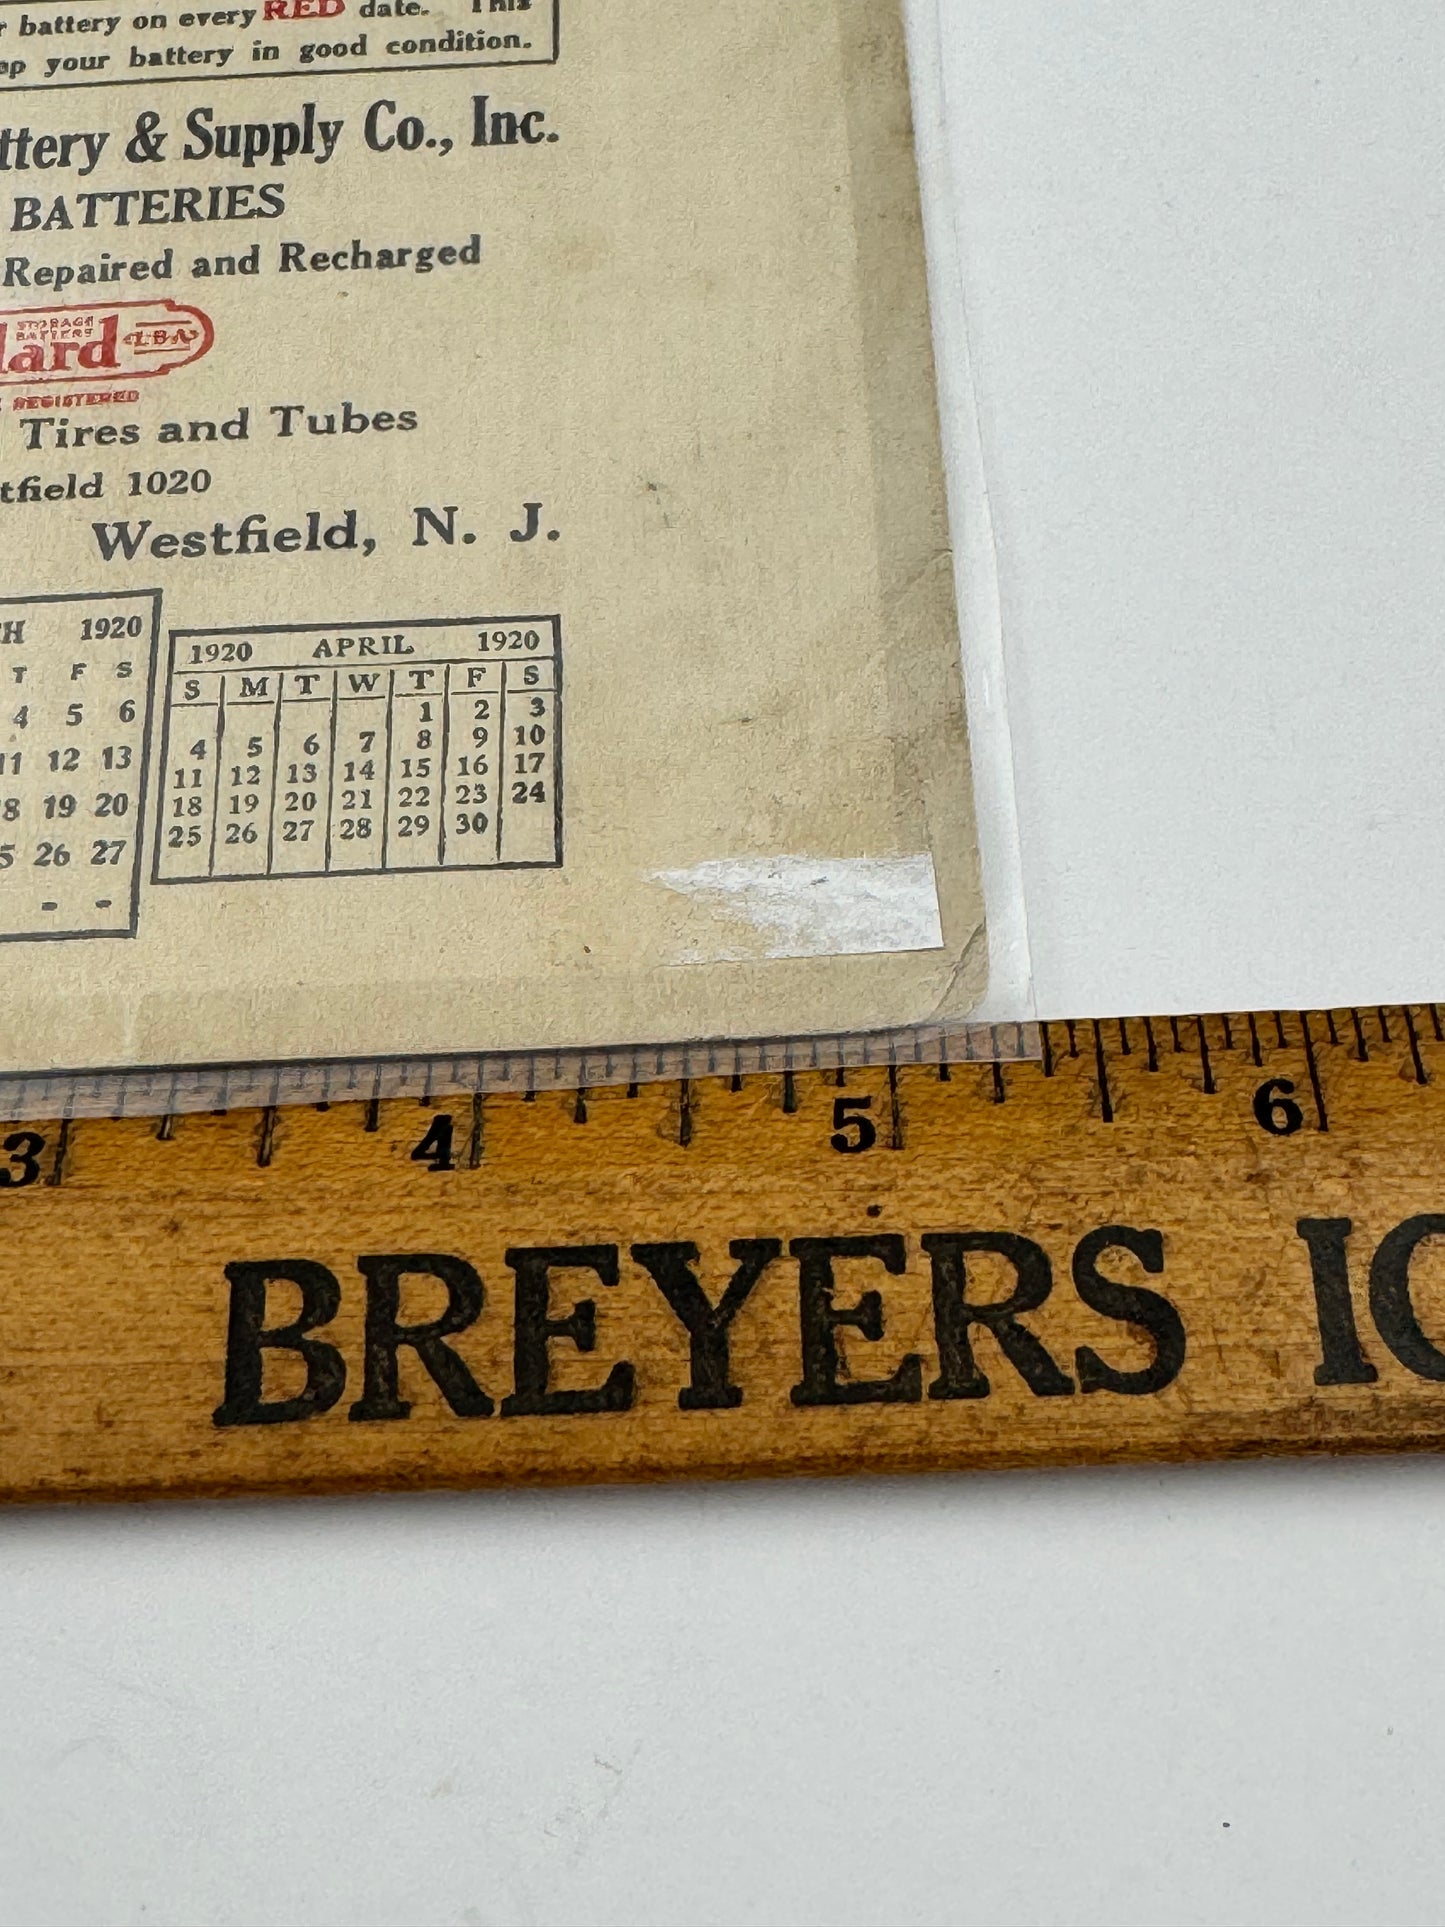 r battery on every RED date. This
ep your battery in good condition.
ttery & Supply Co., Inc.
BATTERIES
Repaired and Recharged
STORAGE
BATTERY
lard LBA
REGISTERED
Tires and Tubes
tfield 1020
Westfield, N. J.
H 1920
T F S
4 5 6
11 12 13
8 19 20
5 26 27
- -
1920 APRIL 1920
S M T W T F S
1 2 3
4 5 6 7 8 9 10
11 12 13 14 15 16 17
18 19 20 21 22 23 24
25 26 27 28 29 30
3 4 5 6
BREYERS IC